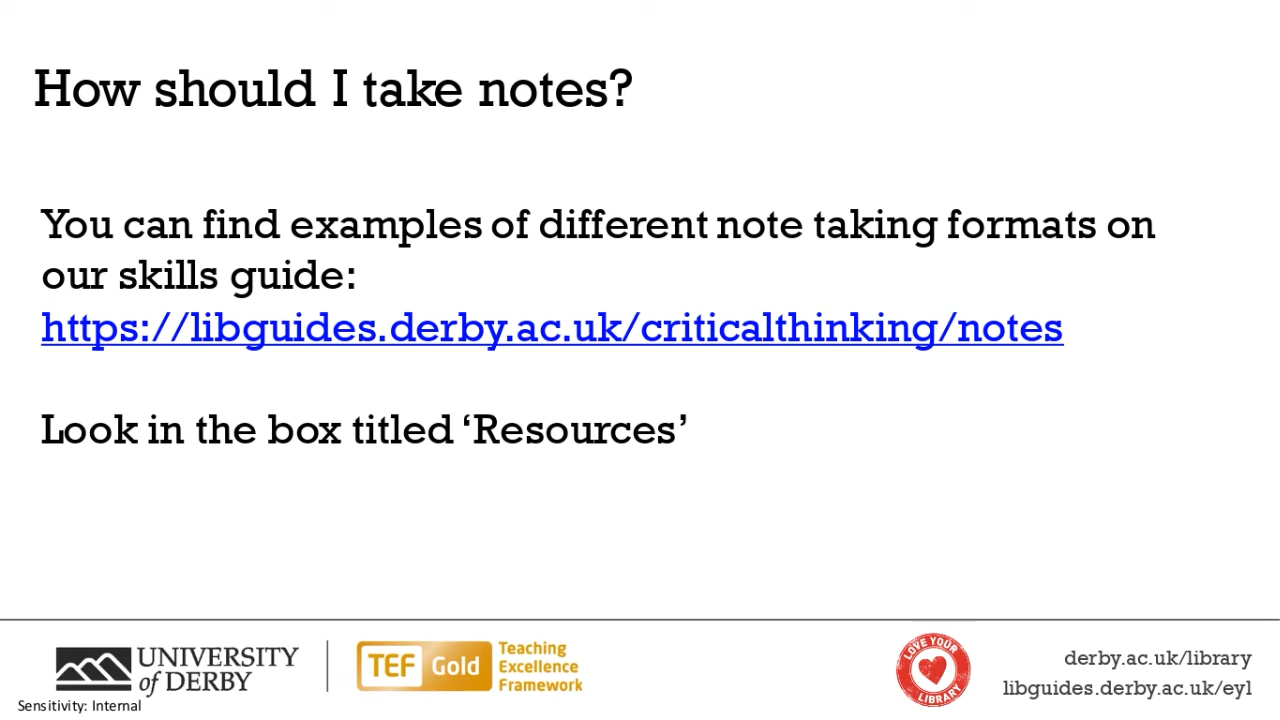 How should I take notes?
You can find examples of different note taking formats on
our skills guide:
https://libguides.derby.ac.uk/criticalthinking/notes
Look in the box titled ‘Resources’
UNIVERSITY
of DERBY
TEF Gold
Teaching
Excellence
Framework
LOVE YOUR
LIBRARY
derby.ac.uk/library
libguides.derby.ac.uk/eyl
Sensitivity: Internal